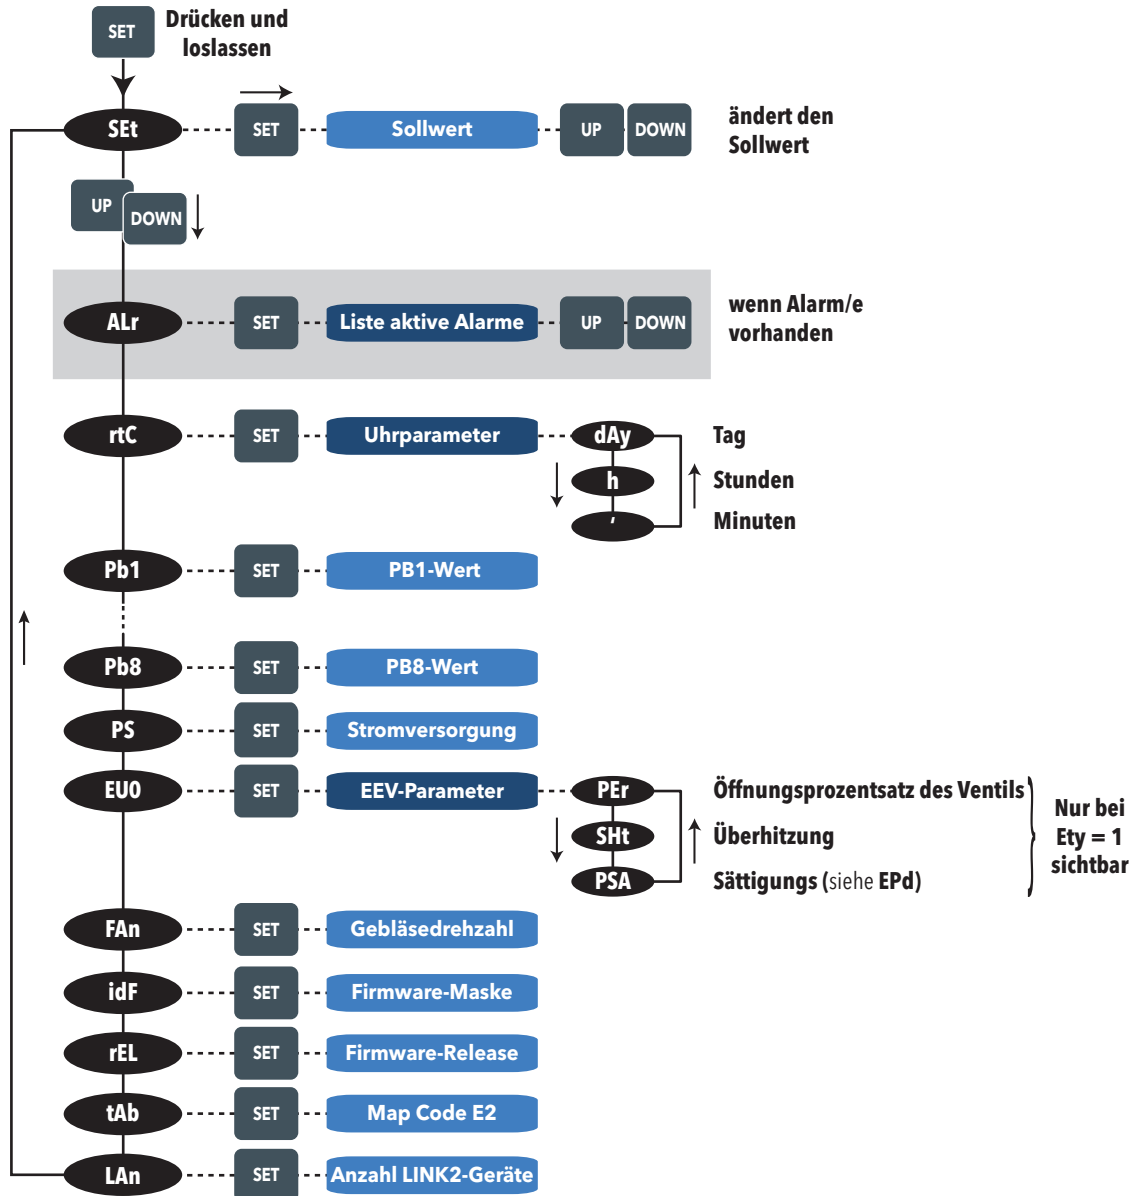 SET
Drücken und
loslassen
SEt SET Sollwert UP DOWN
ändert den
Sollwert
UP
DOWN
ALr SET Liste aktive Alarme UP DOWN
wenn Alarm/e
vorhanden
rtC SET Uhrparameter dAy Tag
h Stunden
' Minuten
Pb1 SET PB1-Wert
Pb8 SET PB8-Wert
PS SET Stromversorgung
EU0 SET EEV-Parameter PEr Öffnungsprozentsatz des Ventils
SHt Überhitzung
PSA Sättigungs (siehe EPd)
Nur bei
Ety = 1
sichtbar
FAn SET Gebläsedrehzahl
idF SET Firmware-Maske
rEL SET Firmware-Release
tAb SET Map Code E2
LAn SET Anzahl LINK2-Geräte